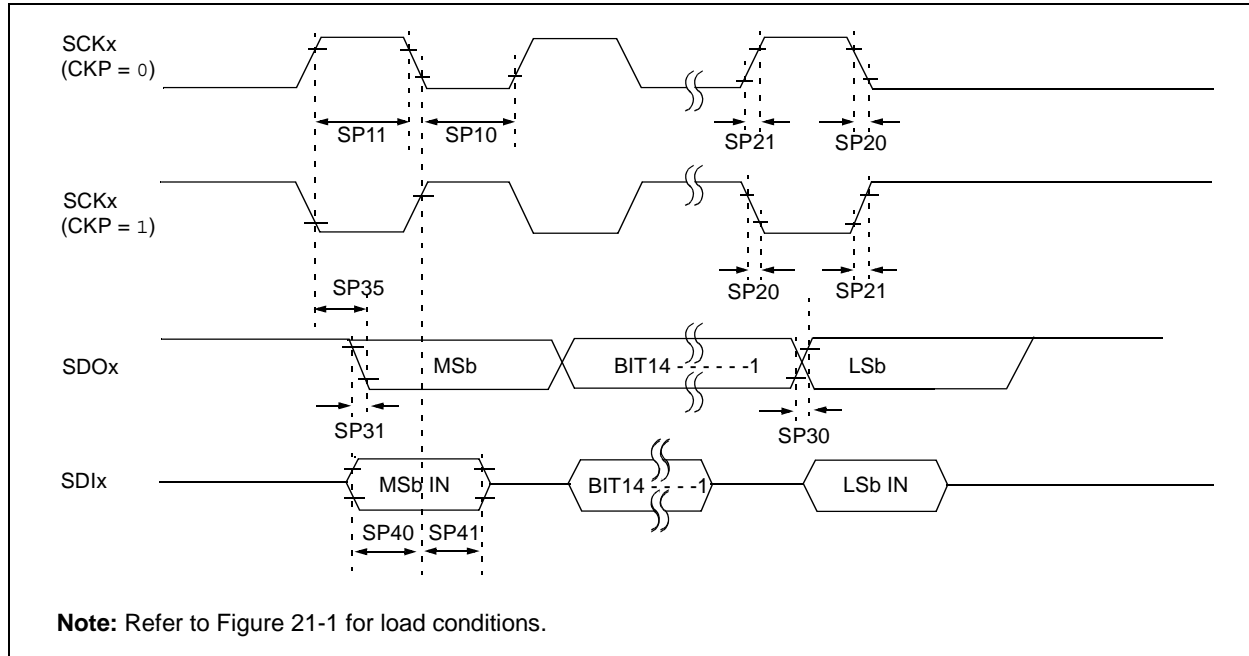 SCKx
(CKP = 0)
SP11
SP10
SP21
SP20
SCKx
(CKP = 1)
SP35
SP20
SP21
SDOx
MSb
BIT14 - - - - - -1
LSb
SP31
SP30
SDIx
MSb IN
BIT14 - - - -1
LSb IN
SP40
SP41
Note: Refer to Figure 21-1 for load conditions.